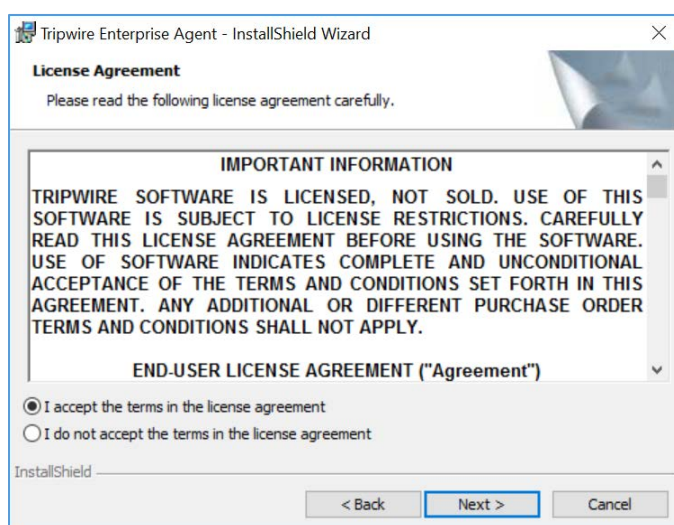 Tripwire Enterprise Agent - InstallShield Wizard
License Agreement
Please read the following license agreement carefully.
IMPORTANT INFORMATION
TRIPWIRE SOFTWARE IS LICENSED, NOT SOLD. USE OF THIS
SOFTWARE IS SUBJECT TO LICENSE RESTRICTIONS. CAREFULLY
READ THIS LICENSE AGREEMENT BEFORE USING THE SOFTWARE.
USE OF SOFTWARE INDICATES COMPLETE AND UNCONDITIONAL
ACCEPTANCE OF THE TERMS AND CONDITIONS SET FORTH IN THIS
AGREEMENT. ANY ADDITIONAL OR DIFFERENT PURCHASE ORDER
TERMS AND CONDITIONS SHALL NOT APPLY.
END-USER LICENSE AGREEMENT ("Agreement")
I accept the terms in the license agreement
I do not accept the terms in the license agreement
InstallShield
< Back Next > Cancel